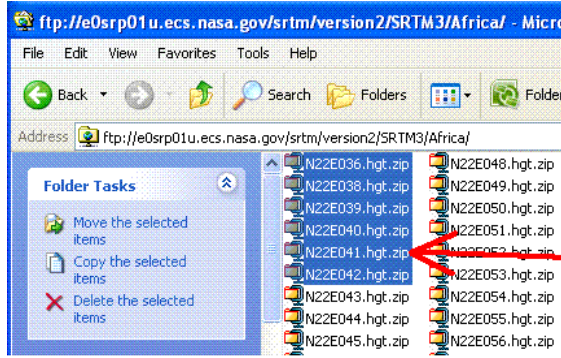 ftp://e0srp01u.ecs.nasa.gov/srtm/version2/SRTM3/Africa/ - Micro
File Edit View Favorites Tools Help
Back Search Folders Folde
Address ftp://e0srp01u.ecs.nasa.gov/srtm/version2/SRTM3/Africa/
Folder Tasks
Move the selected
items
Copy the selected
items
Delete the selected
items
N22E036.hgt.zip
N22E038.hgt.zip
N22E039.hgt.zip
N22E040.hgt.zip
N22E041.hgt.zip
N22E042.hgt.zip
N22E043.hgt.zip
N22E044.hgt.zip
N22E045.hgt.zip
N22E048.hgt.zip
N22E049.hgt.zip
N22E050.hgt.zip
N22E051.hgt.zip
N22E052.hgt.zip
N22E053.hgt.zip
N22E054.hgt.zip
N22E055.hgt.zip
N22E056.hgt.zip